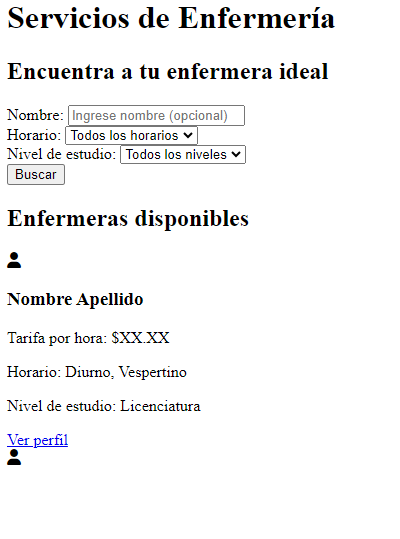 Servicios de Enfermería
Encuentra a tu enfermera ideal
Nombre: Ingrese nombre (opcional)
Horario: Todos los horarios
Nivel de estudio: Todos los niveles
Buscar
Enfermeras disponibles
Nombre Apellido
Tarifa por hora: $XX.XX
Horario: Diurno, Vespertino
Nivel de estudio: Licenciatura
Ver perfil